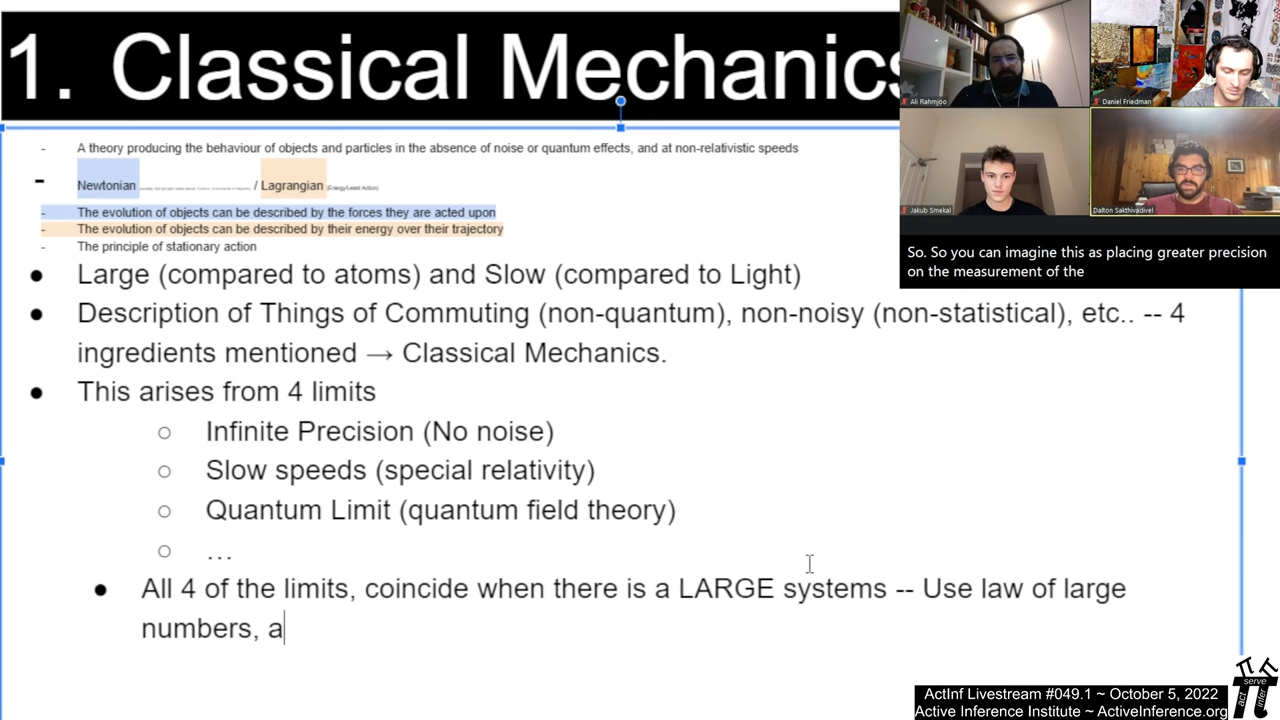 1. Classical Mechanics
- A theory producing the behaviour of objects and particles in the absence of noise or quantum effects, and at non-relativistic speeds
- Newtonian / Lagrangian (Energy/Least Action)
- The evolution of objects can be described by the forces they are acted upon
- The evolution of objects can be described by their energy over their trajectory
- The principle of stationary action
● Large (compared to atoms) and Slow (compared to Light)
● Description of Things of Commuting (non-quantum), non-noisy (non-statistical), etc.. -- 4
ingredients mentioned → Classical Mechanics.
● This arises from 4 limits
○ Infinite Precision (No noise)
○ Slow speeds (special relativity)
○ Quantum Limit (quantum field theory)
○ …
● All 4 of the limits, coincide when there is a LARGE systems -- Use law of large
numbers, a
Ali Rahmjoo
Daniel Friedman
Jakub Smekal
Dalton Sakthivadivel
So. So you can imagine this as placing greater precision
on the measurement of the
ActInf Livestream #049.1 ~ October 5, 2022
Active Inference Institute ~ ActiveInference.org
serve
act
infer